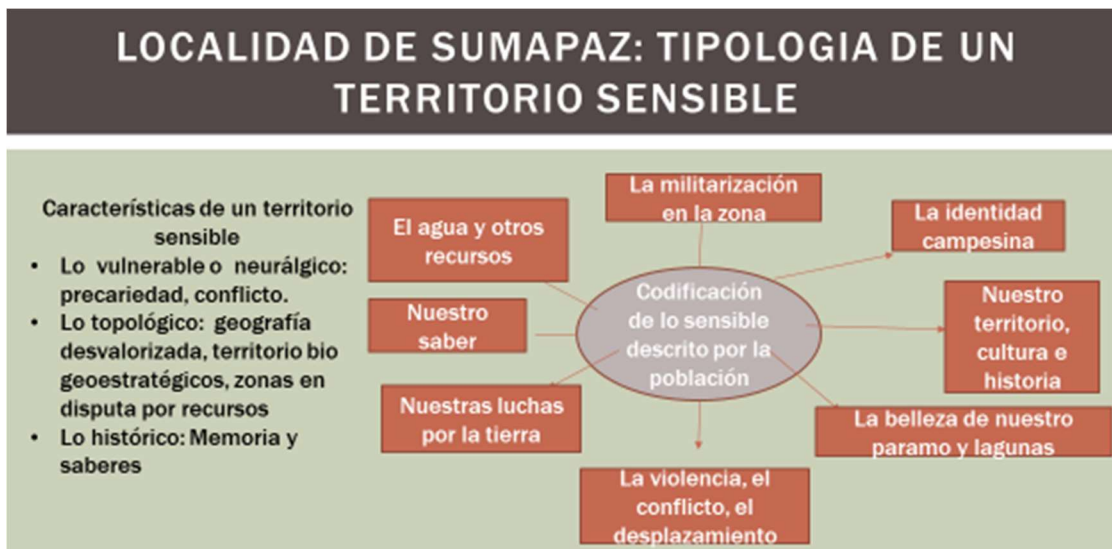 LOCALIDAD DE SUMAPAZ: TIPOLOGIA DE UN
TERRITORIO SENSIBLE
Características de un territorio
sensible
• Lo vulnerable o neurálgico:
precariedad, conflicto.
• Lo topológico: geografía
desvalorizada, territorio bio
geoestratégicos, zonas en
disputa por recursos
• Lo histórico: Memoria y
saberes
El agua y otros
recursos
Nuestro
saber
Nuestras luchas
por la tierra
La militarización
en la zona
Codificación
de lo sensible
descrito por la
población
La violencia, el
conflicto, el
desplazamiento
La identidad
campesina
Nuestro
territorio,
cultura e
historia
La belleza de nuestro
paramo y lagunas